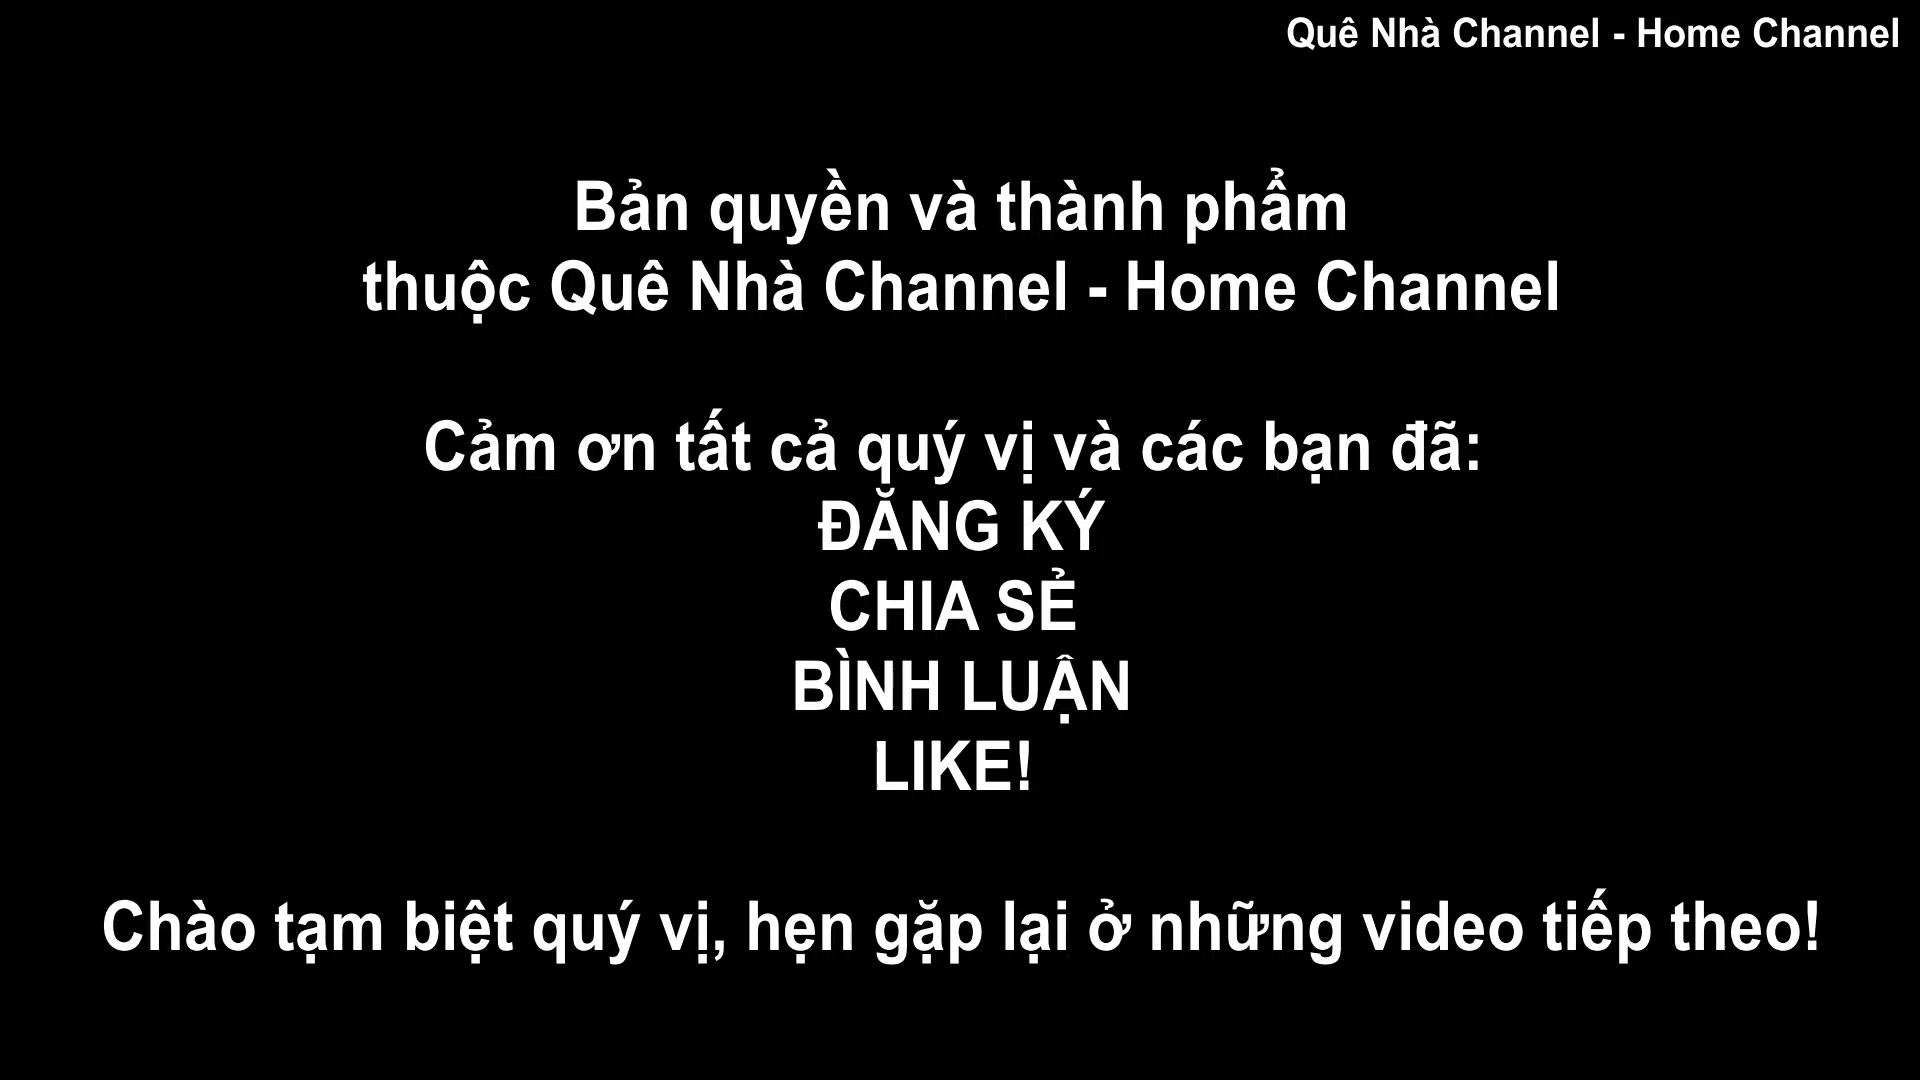 Quê Nhà Channel - Home Channel
Bản quyền và thành phẩm
thuộc Quê Nhà Channel - Home Channel
Cảm ơn tất cả quý vị và các bạn đã:
ĐĂNG KÝ
CHIA SẺ
BÌNH LUẬN
LIKE!
Chào tạm biệt quý vị, hẹn gặp lại ở những video tiếp theo!